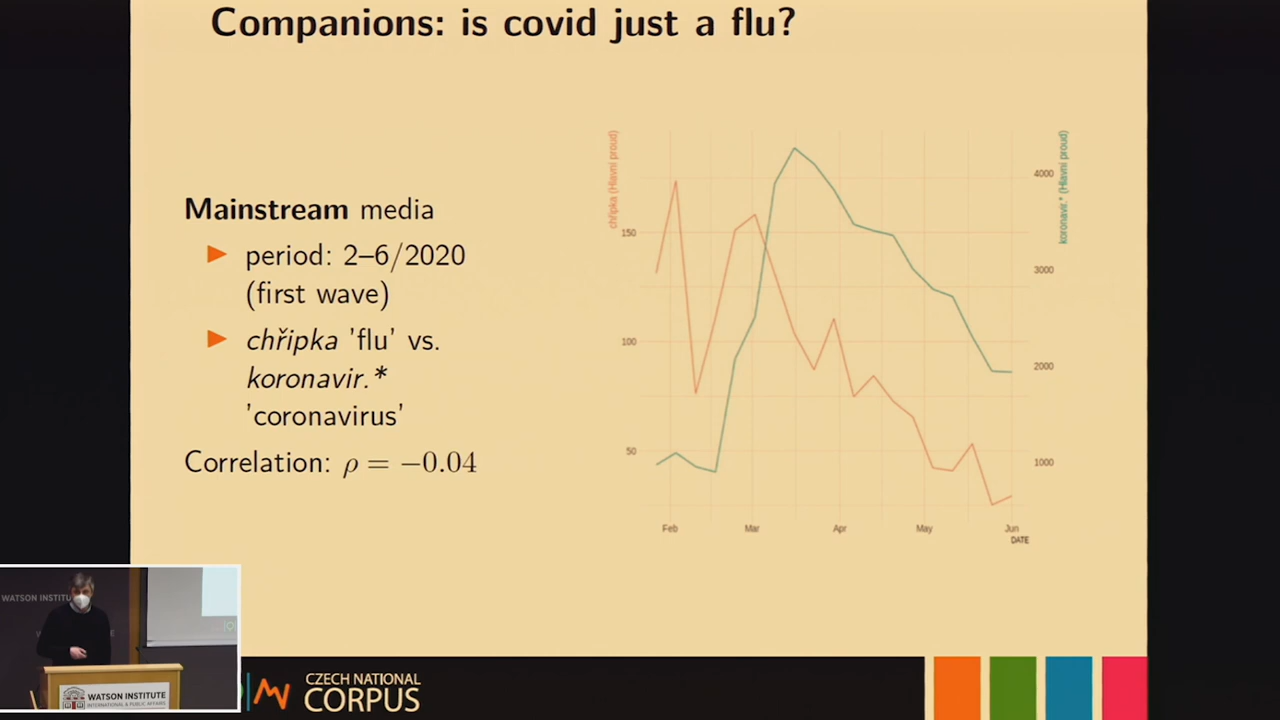 Companions: is covid just a flu?
Mainstream media
period: 2–6/2020
(first wave)
chřipka 'flu' vs.
koronavir.*
'coronavirus'
Correlation: ρ = −0.04
chřipka (Hlavní proud)
150
100
50
4000
3000
2000
1000
koronavir.* (Hlavní proud)
Feb Mar Apr May Jun
DATE
WATSON INSTITU
WATSON INSTITUTE
INTERNATIONAL & PUBLIC AFFAIRS
CZECH NATIONAL
CORPUS